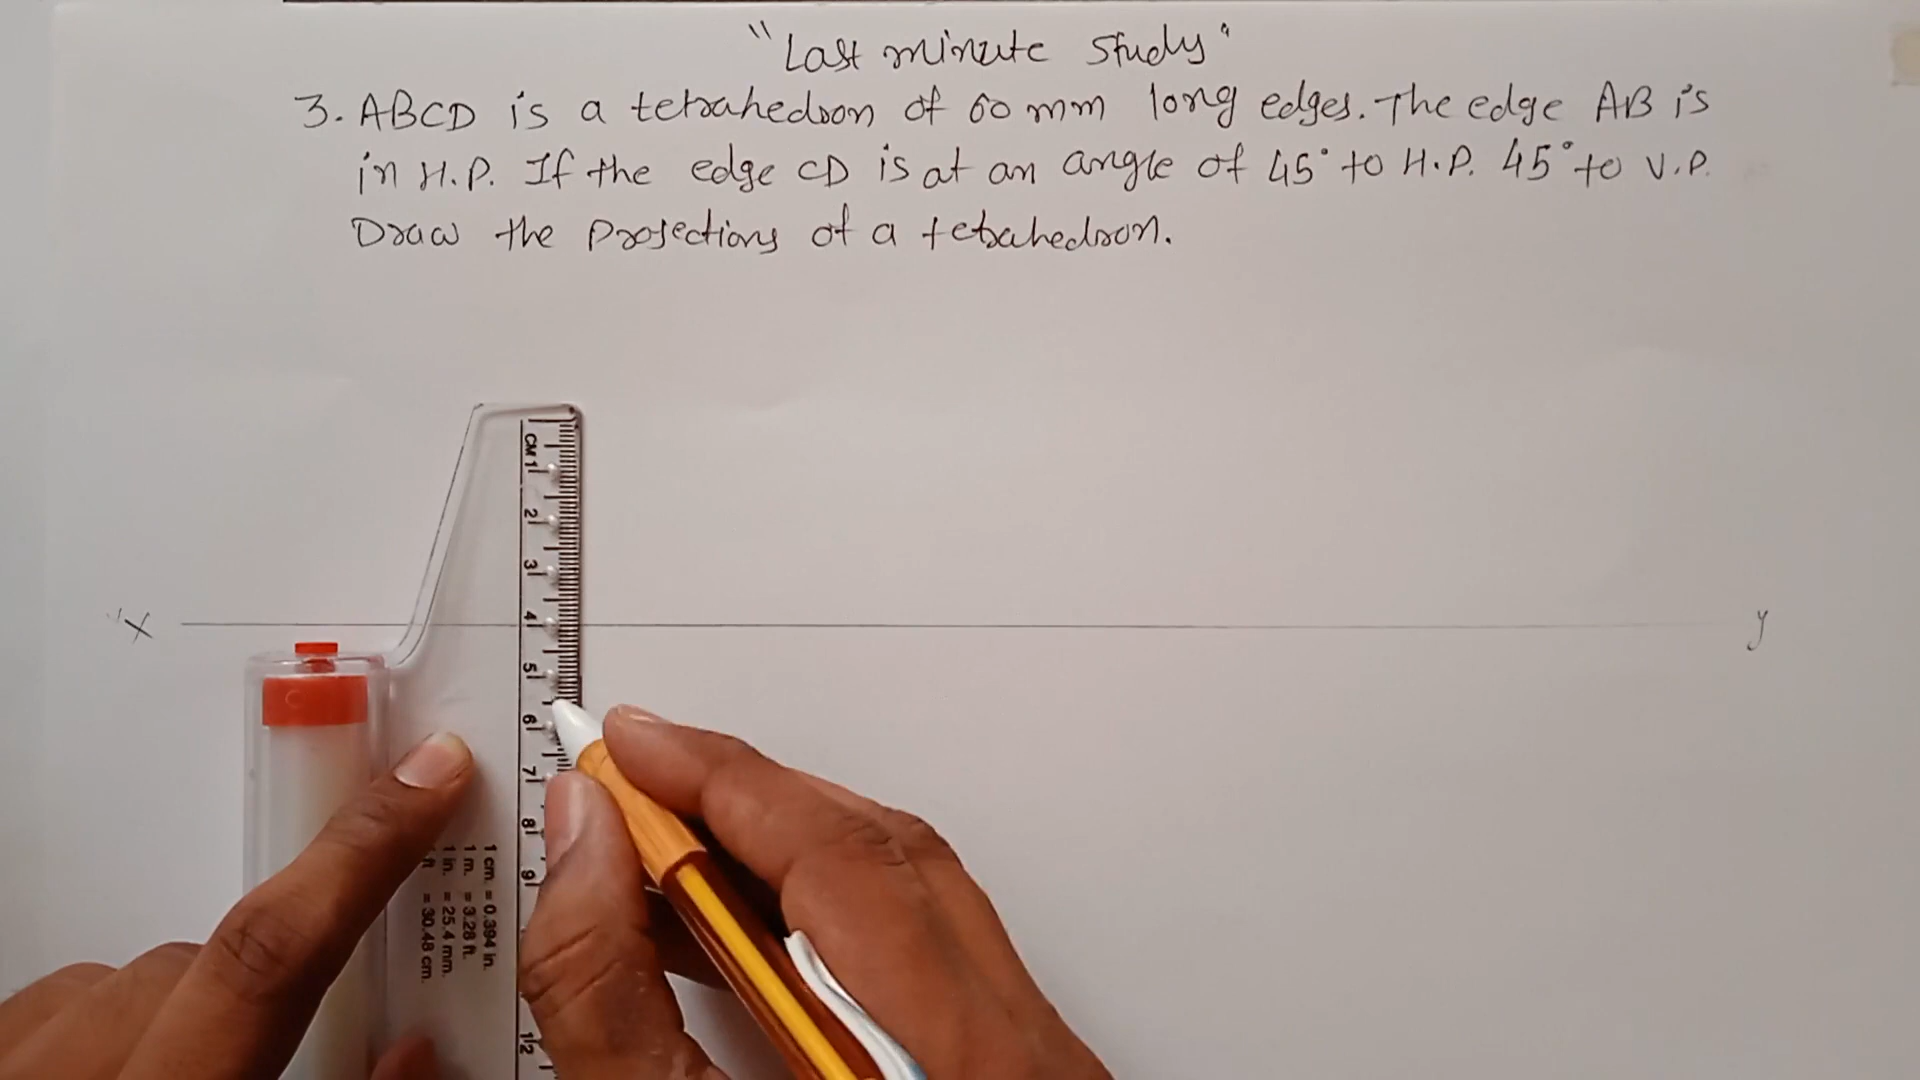 "Last minute study"
3. ABCD is a tetrahedron of 60 mm long edges. The edge AB is
in H.P. If the edge CD is at an angle of 45° to H.P. 45° to V.P.
Draw the projections of a tetrahedron.
CM 1
2
3
4
X
y
5
6
7
8
9
12
1 cm. = 0.394 in.
1 m. = 3.28 ft.
1 in. = 25.4 mm.
ft = 30.48 cm.